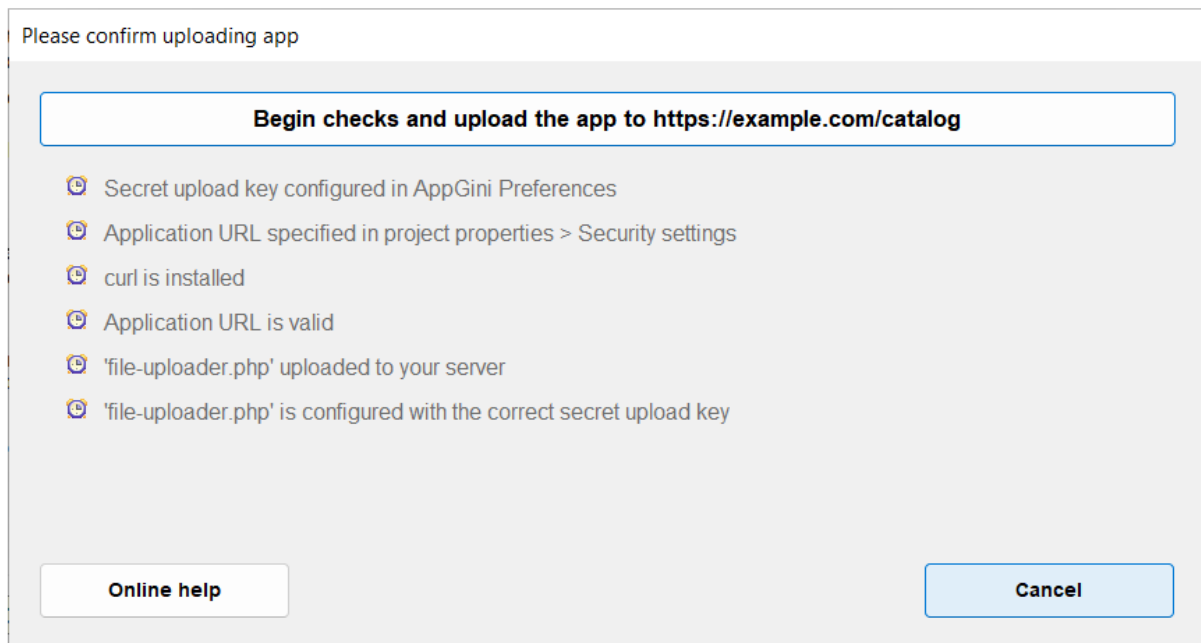 Please confirm uploading app
Begin checks and upload the app to https://example.com/catalog
Secret upload key configured in AppGini Preferences
Application URL specified in project properties > Security settings
curl is installed
Application URL is valid
'file-uploader.php' uploaded to your server
'file-uploader.php' is configured with the correct secret upload key
Online help
Cancel